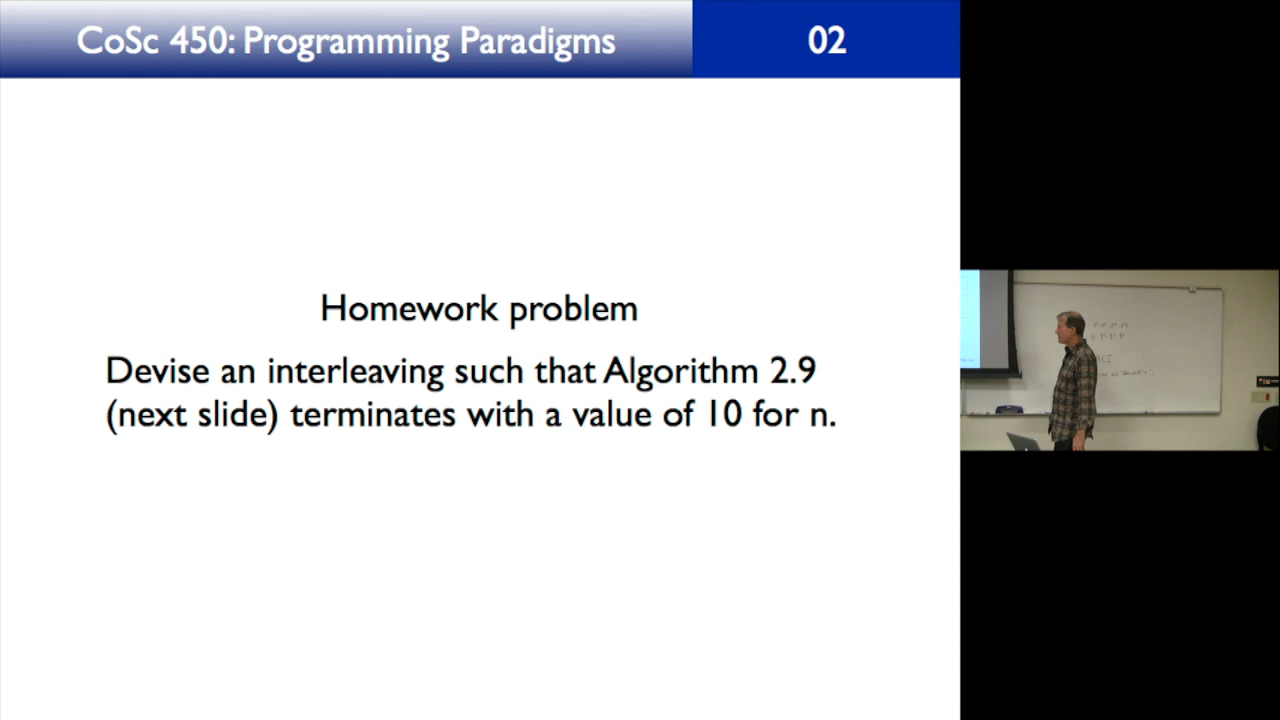 CoSc 450: Programming Paradigms
02
Homework problem
Devise an interleaving such that Algorithm 2.9
(next slide) terminates with a value of 10 for n.